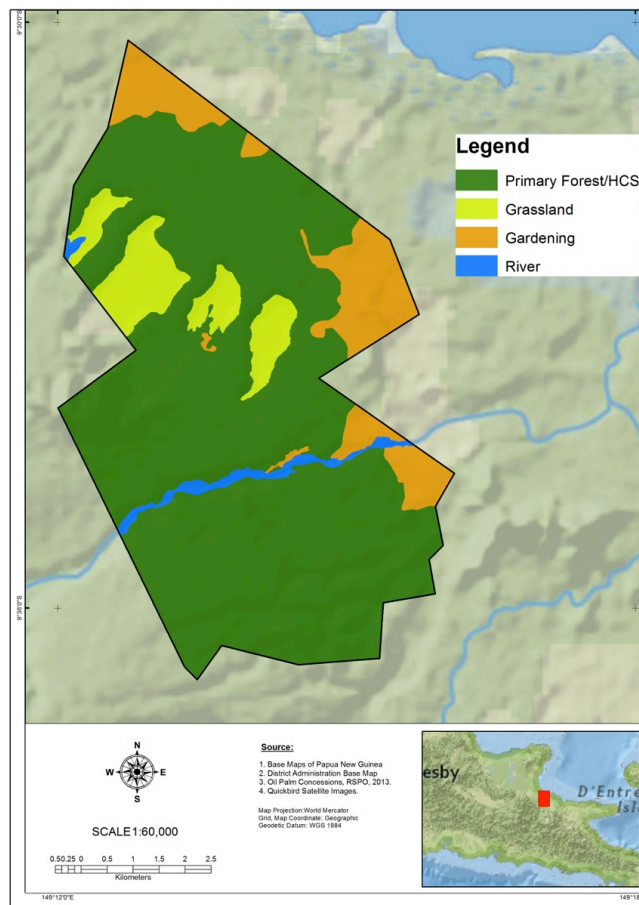 9°30'0"S
Legend
Primary Forest/HCS
Grassland
Gardening
River
9°36'0"S
N
W E
S
SCALE 1:60,000
0.50.25 0 0.5 1 1.5 2 2.5
Kilometers
Source:
1. Base Maps of Papua New Guinea
2. District Administration Base Map
3. Oil Palm Concessions, RSPO, 2013.
4. Quickbird Satellite Images.
Map Projection:World Mercator
Grid, Map Coordinate: Geographic
Geodetic Datum: WGS 1984
esby
D'Entre
Isl
149°12'0"E
149°18